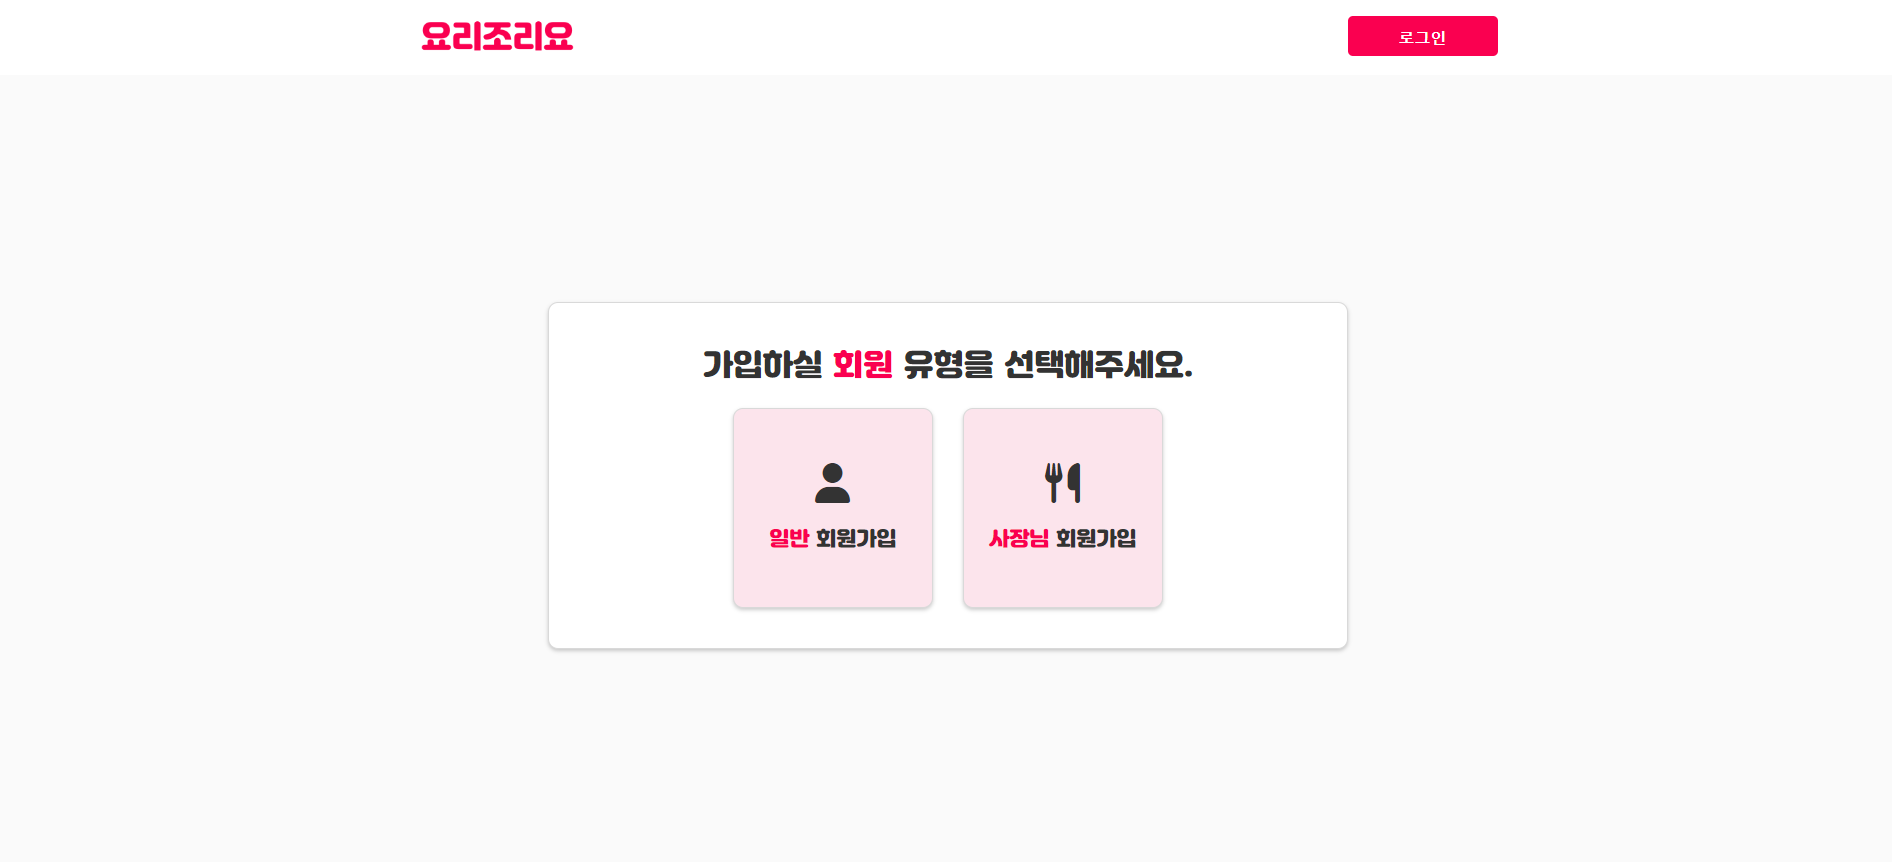 요리조리요
로그인
가입하실 회원 유형을 선택해주세요.
일반 회원가입
사장님 회원가입